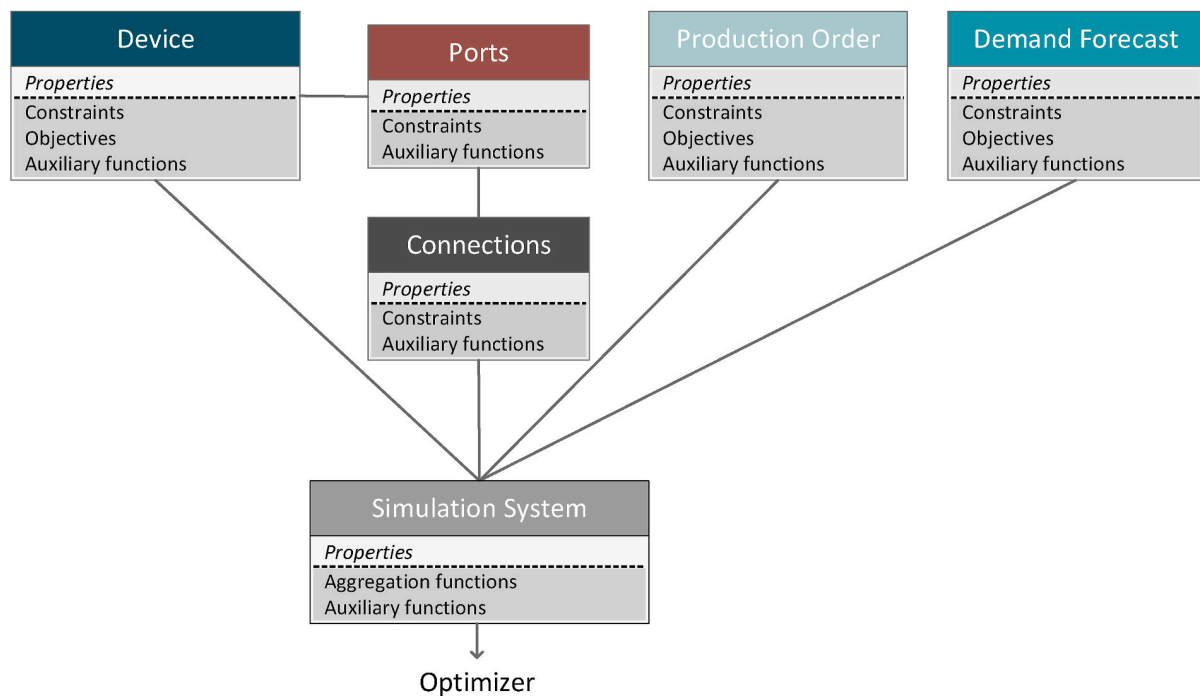 Device
Properties
Constraints
Objectives
Auxiliary functions
Ports
Properties
Constraints
Auxiliary functions
Production Order
Properties
Constraints
Objectives
Auxiliary functions
Demand Forecast
Properties
Constraints
Objectives
Auxiliary functions
Connections
Properties
Constraints
Auxiliary functions
Simulation System
Properties
Aggregation functions
Auxiliary functions
Optimizer